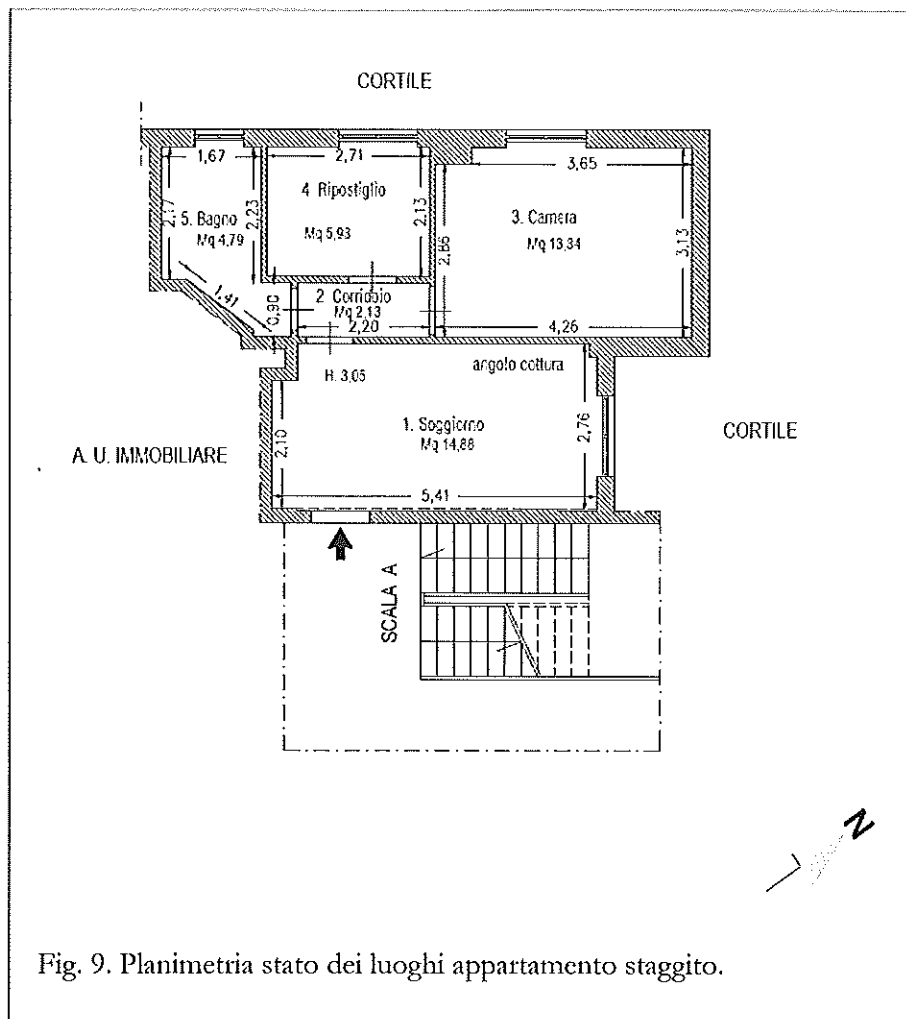 CORTILE
1,67
2,71
3,65
4. Ripostiglio
Mq 5,93
2,13
2,17
5. Bagno
Mq 4,79
2,23
3. Camera
Mq 13,34
2,86
3,13
1,41
0,90
2 Corridoio
Mq 2,13
2,20
4,26
H. 3,05
angolo cottura
1. Soggiorno
Mq 14,88
2,10
2,76
5,41
A. U. IMMOBILIARE
CORTILE
SCALA A
N
Fig. 9. Planimetria stato dei luoghi appartamento staggito.